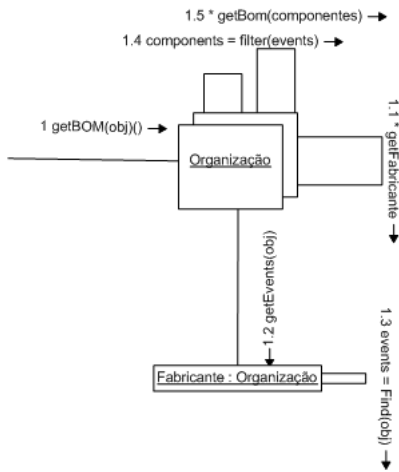 1.5 * getBom(componentes)
1.4 components = filter(events)
1 getBOM(obj)()
1.1 * getFabricante
Organização
1.2 getEvents(obj)
1.3 events = Find(obj)
Fabricante : Organização